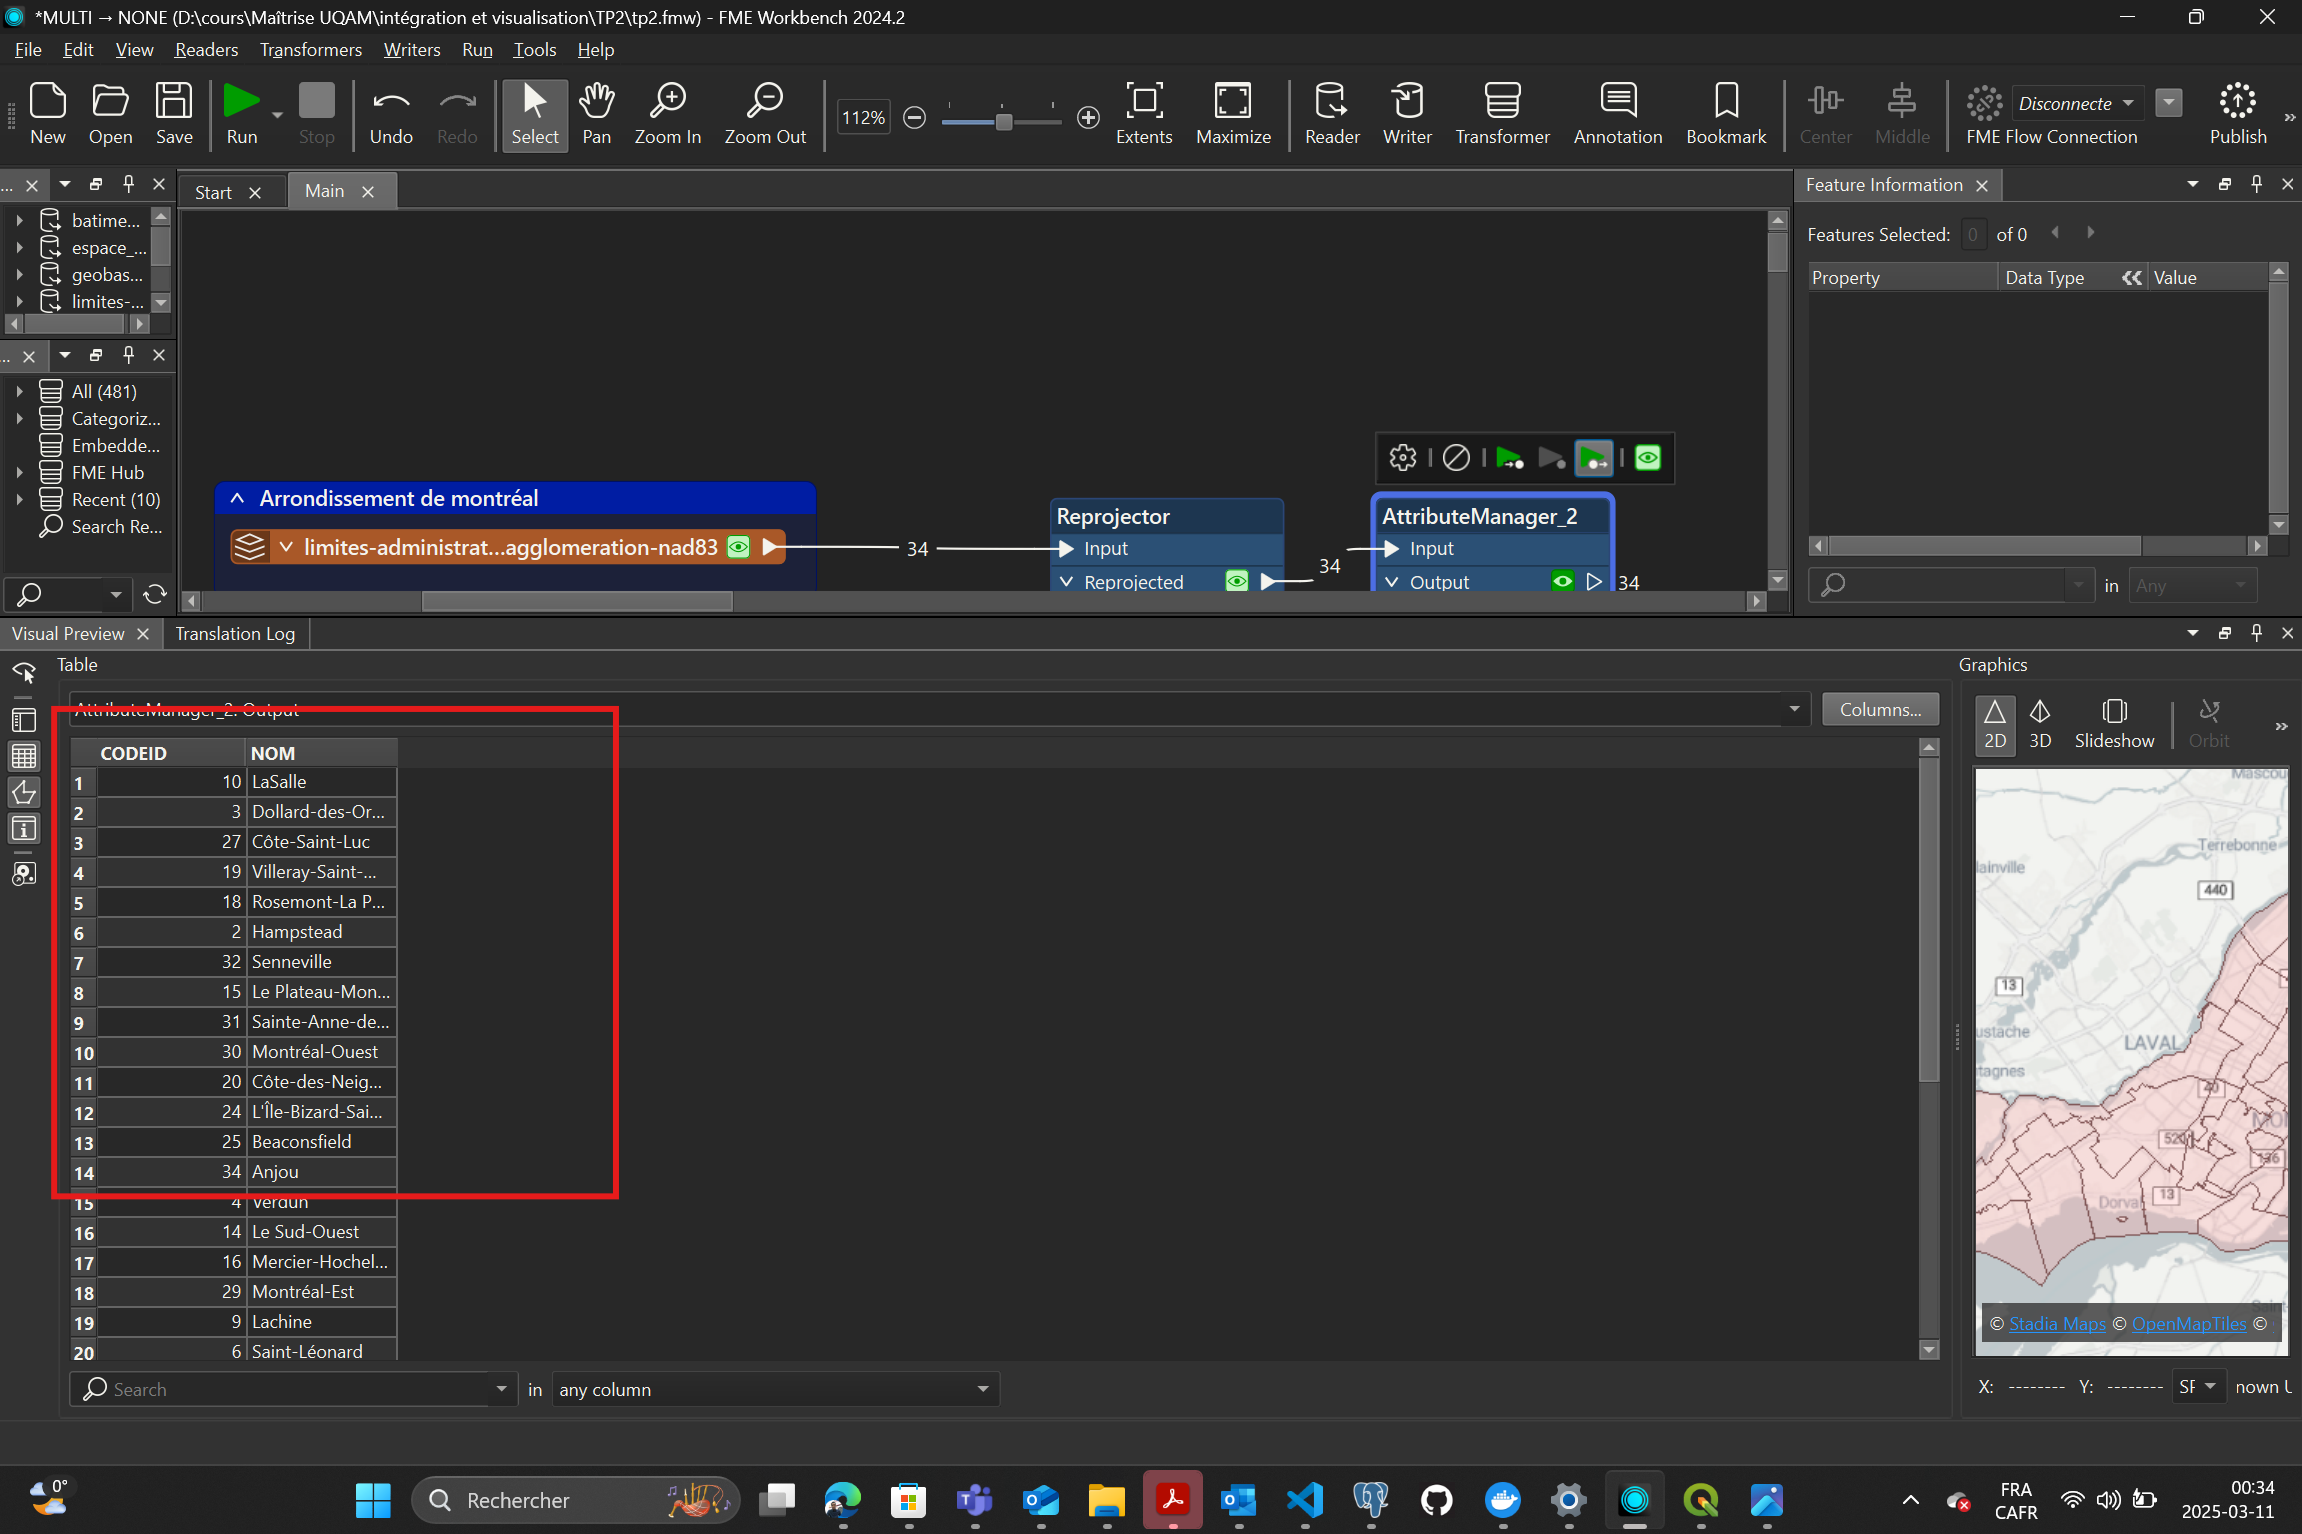 *MULTI → NONE (D:\cours\Maîtrise UQAM\intégration et visualisation\TP2\tp2.fmw) - FME Workbench 2024.2
File Edit View Readers Transformers Writers Run Tools Help
New Open Save Run Stop Undo Redo Select Pan Zoom In Zoom Out 112% Extents Maximize Reader Writer Transformer Annotation Bookmark Center Middle Disconnecte FME Flow Connection Publish »
... Start Main Feature Information
batime...
espace_...
geobas...
limites-...
Features Selected: 0 of 0
Property Data Type Value
...
All (481)
Categoriz...
Embedde...
FME Hub
Recent (10)
Search Re...
Arrondissement de montréal
limites-administrat...agglomeration-nad83
34
Reprojector
Input
Reprojected
34
AttributeManager_2
Input
Output
34
in Any
Visual Preview Translation Log
Table
AttributeManager_2: Output
Columns...
CODEID NOM
1 10 LaSalle
2 3 Dollard-des-Or...
3 27 Côte-Saint-Luc
4 19 Villeray-Saint-...
5 18 Rosemont-La P...
6 2 Hampstead
7 32 Senneville
8 15 Le Plateau-Mon...
9 31 Sainte-Anne-de...
10 30 Montréal-Ouest
11 20 Côte-des-Neig...
12 24 L'Île-Bizard-Sai...
13 25 Beaconsfield
14 34 Anjou
15 4 Verdun
16 14 Le Sud-Ouest
17 16 Mercier-Hochel...
18 29 Montréal-Est
19 9 Lachine
20 6 Saint-Léonard
Search in any column
Graphics
2D 3D Slideshow Orbit »
Mascou
Terrebonne
lainville
440
13
ustache
LAVAL
tagnes
40
MON
520
136
Dorval
13
Saint-
© Stadia Maps © OpenMapTiles ©
X: -------- Y: -------- SF nown U
0°
Rechercher
FRA
CAFR
00:34
2025-03-11